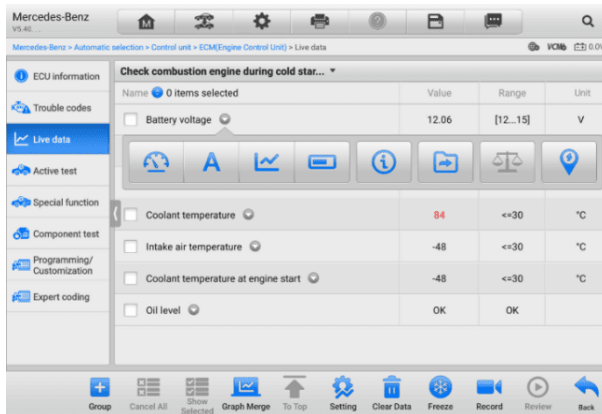 Mercedes-Benz
V5.40...
Mercedes-Benz > Automatic selection > Control unit > ECM(Engine Control Unit) > Live data
VCMI 0.0V
ECU information
Trouble codes
Live data
Active test
Special function
Component test
Programming/
Customization
Expert coding
Check combustion engine during cold star...
Name 0 items selected Value Range Unit
Battery voltage 12.06 [12...15] V
A
Coolant temperature 84 <=30 °C
Intake air temperature -48 <=30 °C
Coolant temperature at engine start -48 <=30 °C
Oil level OK OK
Group
Cancel All
Show
Selected
Graph Merge
To Top
Setting
Clear Data
Freeze
Record
Review
Back